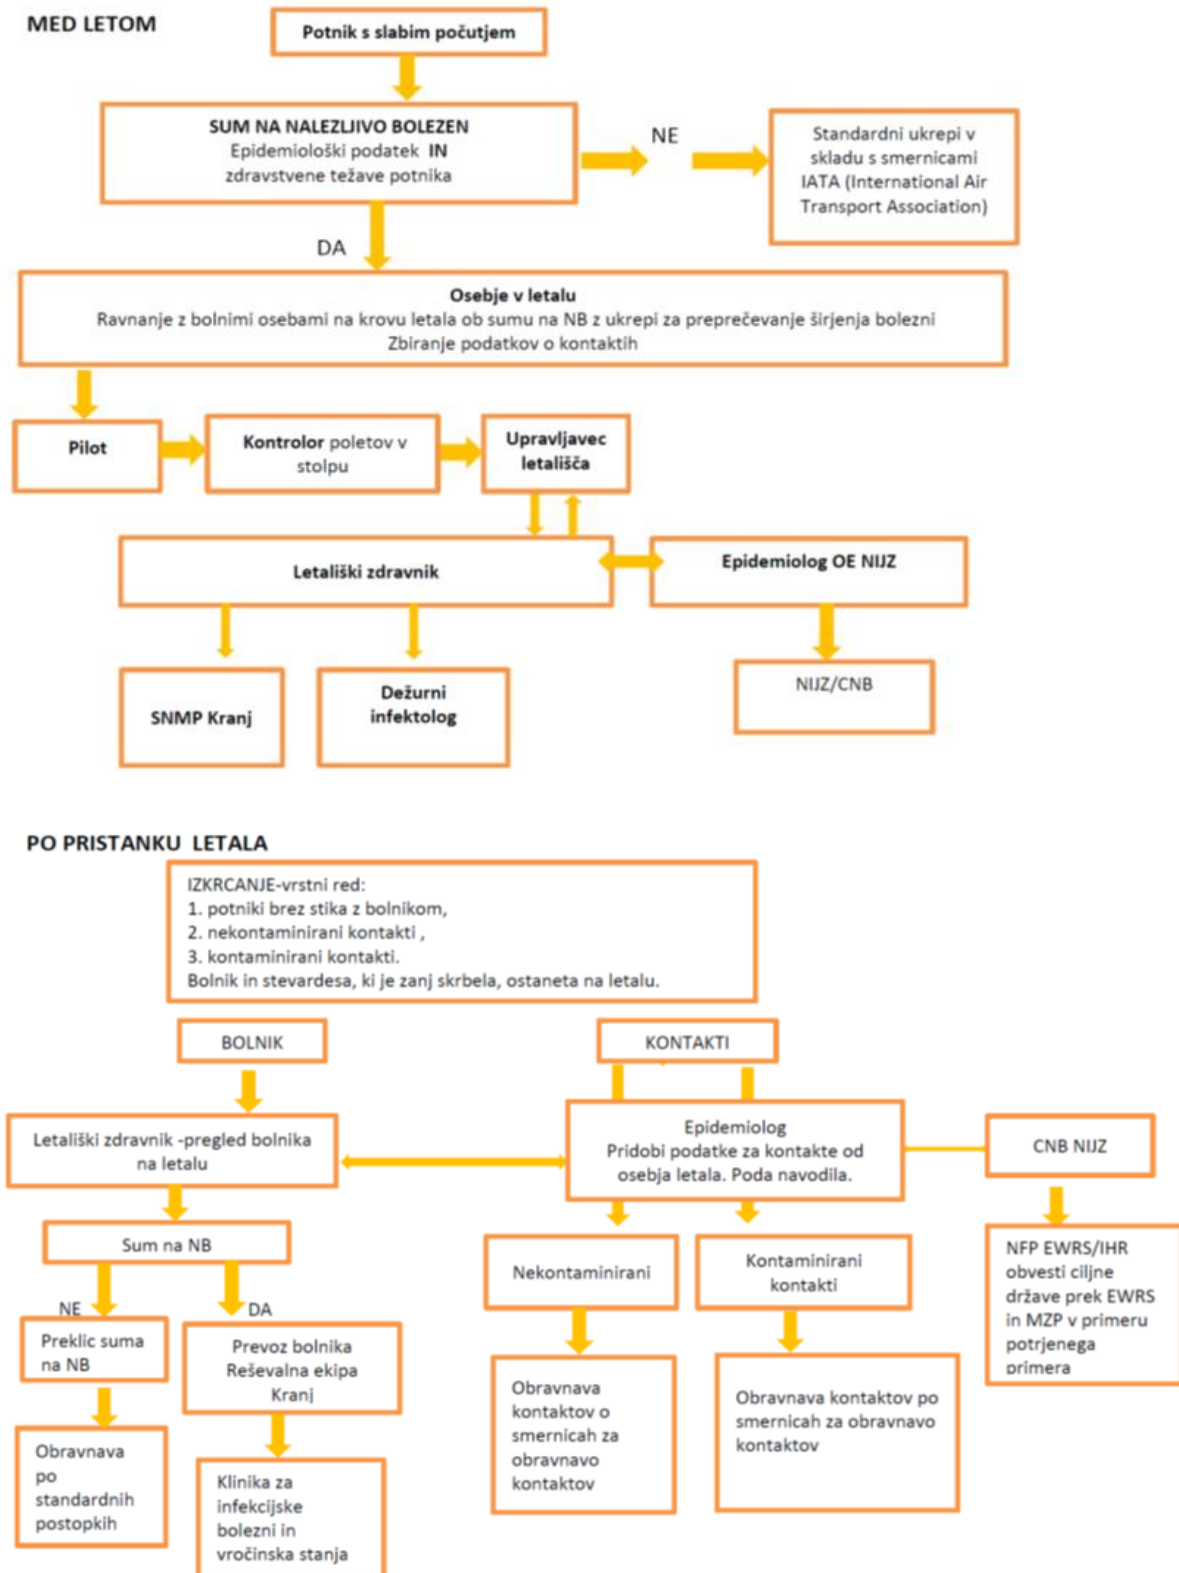 MED LETOM
Potnik s slabim počutjem
SUM NA NALEZLJIVO BOLEZEN
Epidemiološki podatek IN
zdravstvene težave potnika
NE
Standardni ukrepi v
skladu s smernicami
IATA (International Air
Transport Association)
DA
Osebje v letalu
Ravnanje z bolnimi osebami na krovu letala ob sumu na NB z ukrepi za preprečevanje širjenja bolezni
Zbiranje podatkov o kontaktih
Pilot
Kontrolor poletov v
stolpu
Upravljavec
letališča
Letališki zdravnik
Epidemiolog OE NIJZ
SNMP Kranj
Dežurni
infektolog
NIJZ/CNB
PO PRISTANKU LETALA
IZKRCANJE-vrstni red:
1. potniki brez stika z bolnikom,
2. nekontaminirani kontakti ,
3. kontaminirani kontakti.
Bolnik in stevardesa, ki je zanj skrbela, ostaneta na letalu.
BOLNIK
KONTAKTI
Letališki zdravnik -pregled bolnika
na letalu
Epidemiolog
Pridobi podatke za kontakte od
osebja letala. Poda navodila.
CNB NIJZ
Sum na NB
Nekontaminirani
Kontaminirani
kontakti
NFP EWRS/IHR
obvesti ciljne
države prek EWRS
in MZP v primeru
potrjenega
primera
NE
DA
Preklic suma
na NB
Prevoz bolnika
Reševalna ekipa
Kranj
Obravnava
kontaktov o
smernicah za
obravnavo
kontaktov
Obravnava kontaktov po
smernicah za obravnavo
kontaktov
Obravnava
po
standardnih
postopkih
Klinika za
infekcijske
bolezni in
vročinska stanja